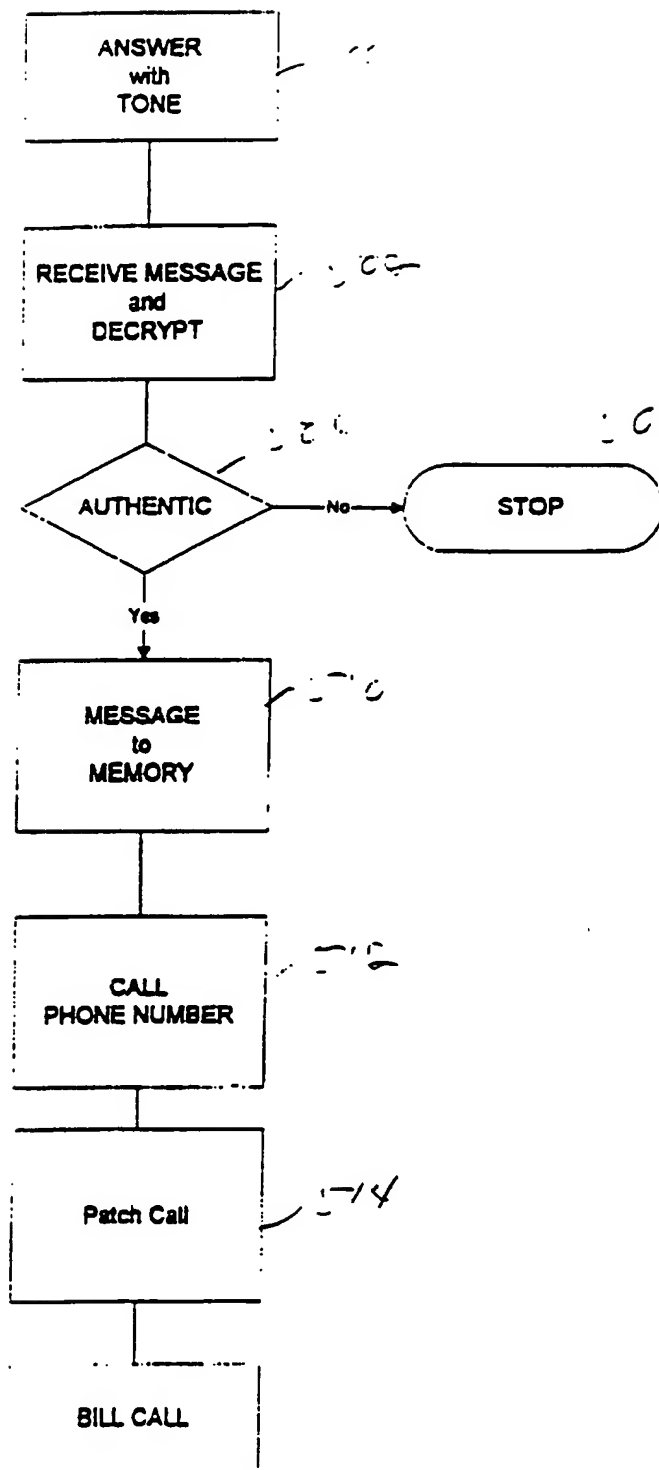 ANSWER
with
TONE
RECEIVE MESSAGE
and
DECRYPT
AUTHENTIC
No
STOP
Yes
MESSAGE
to
MEMORY
CALL
PHONE NUMBER
Patch Call
514
BILL CALL